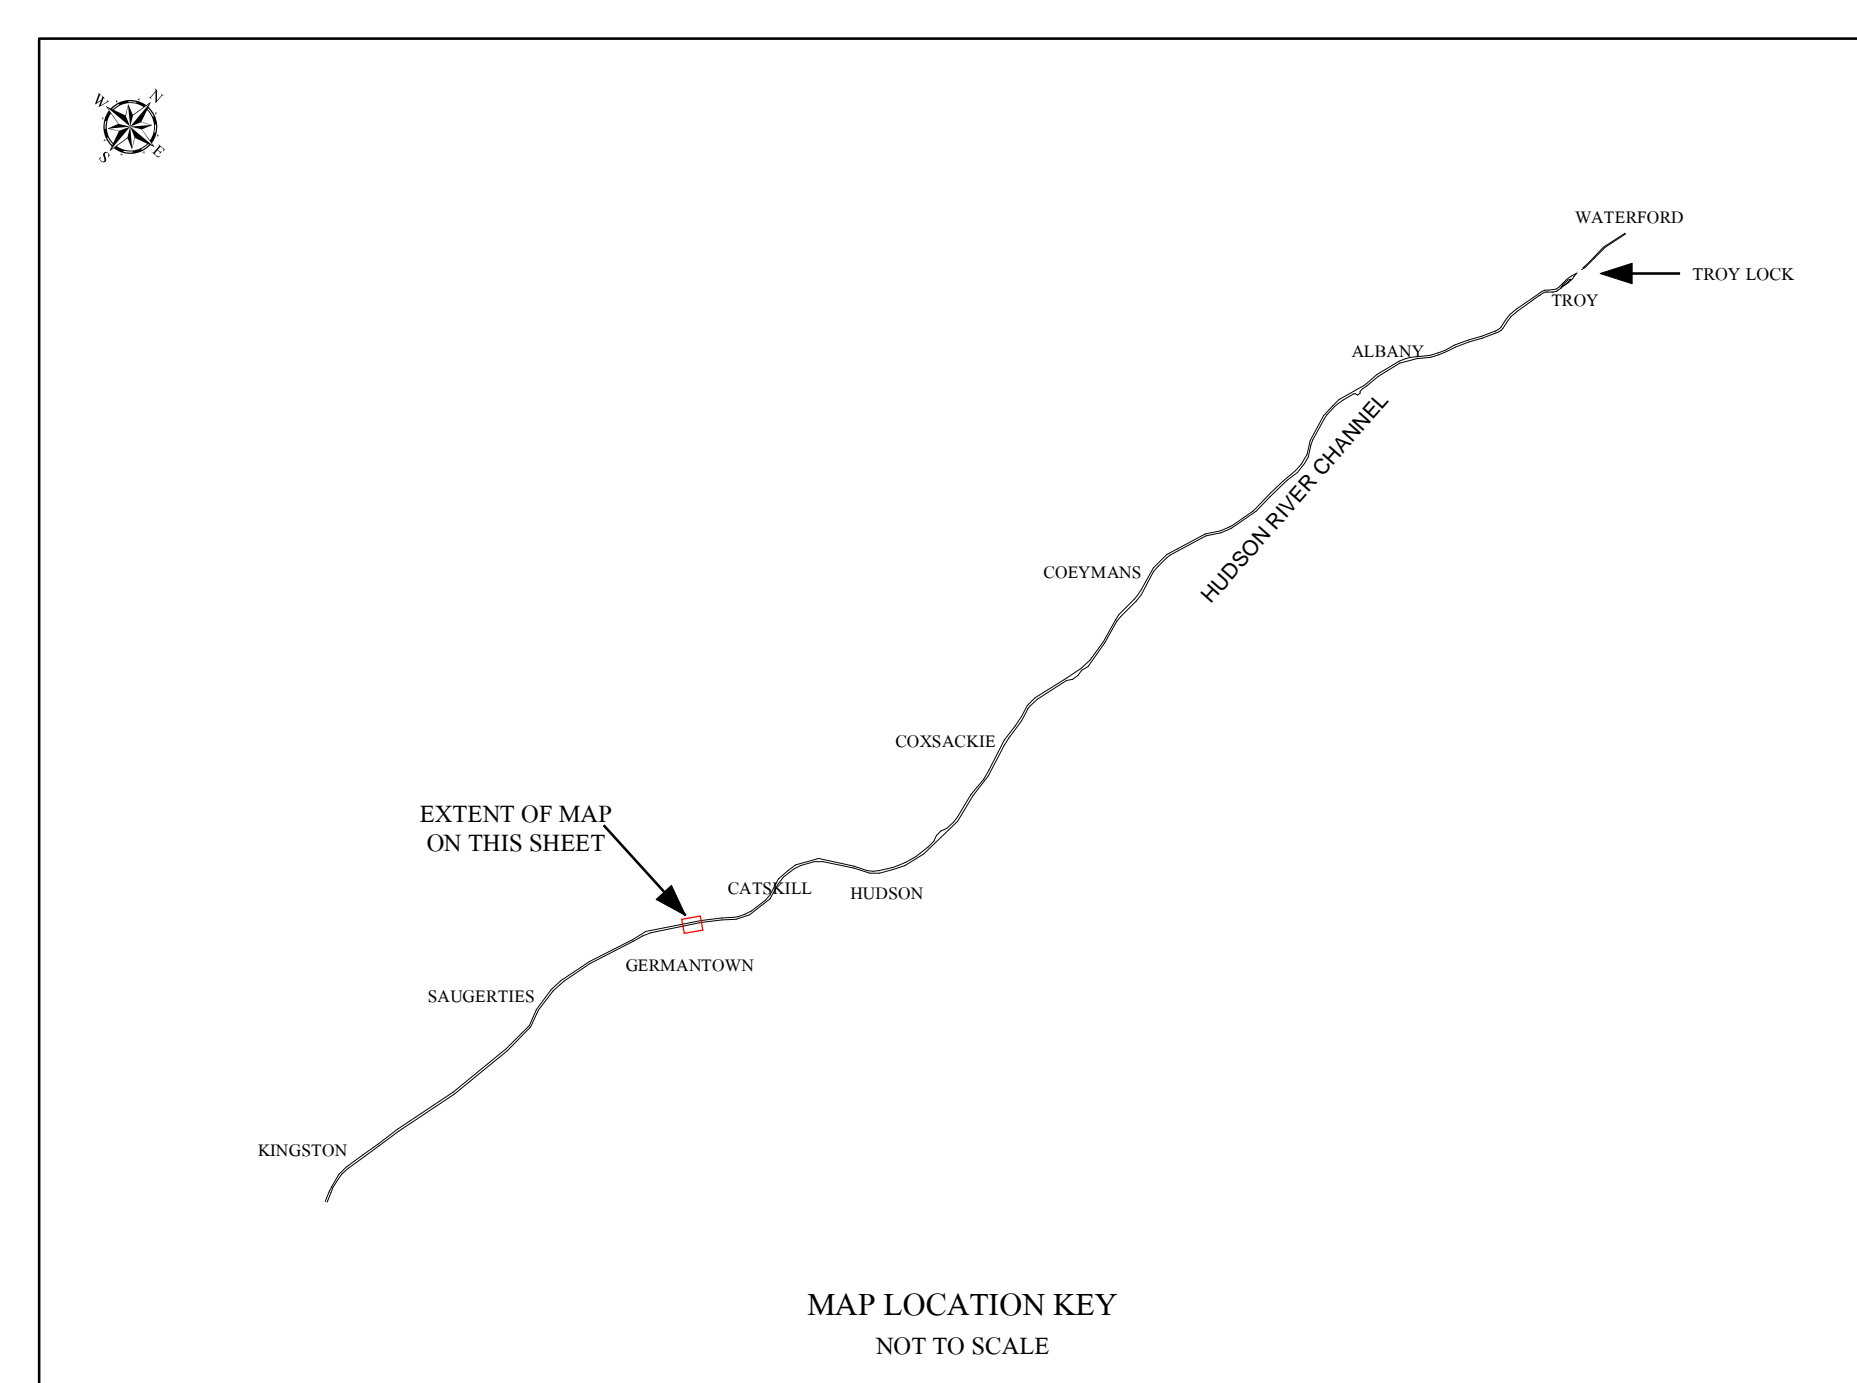 W N
S E
WATERFORD
TROY LOCK
TROY
ALBANY
HUDSON RIVER CHANNEL
COEYMANS
COXSACKIE
EXTENT OF MAP
ON THIS SHEET
CATSKILL
HUDSON
GERMANTOWN
SAUGERTIES
KINGSTON
MAP LOCATION KEY
NOT TO SCALE